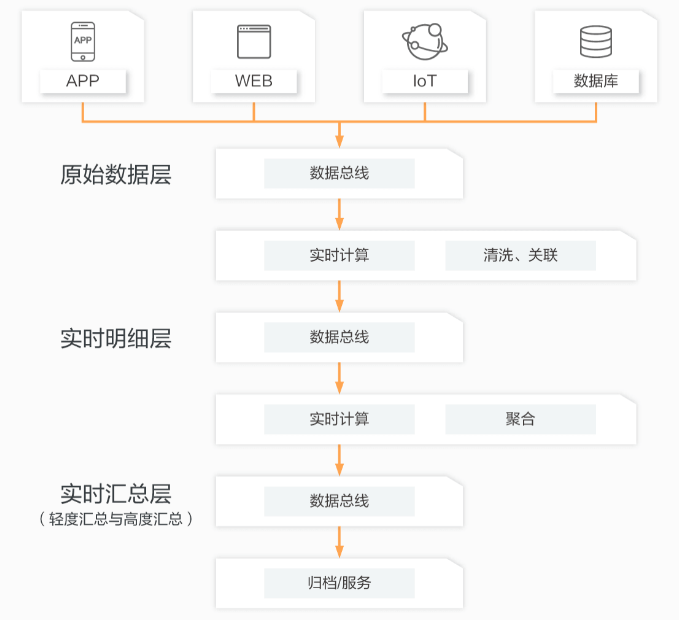 APP
APP
WEB
IoT
数据库
原始数据层
数据总线
实时计算
清洗、关联
实时明细层
数据总线
实时计算
聚合
实时汇总层
（轻度汇总与高度汇总）
数据总线
归档/服务